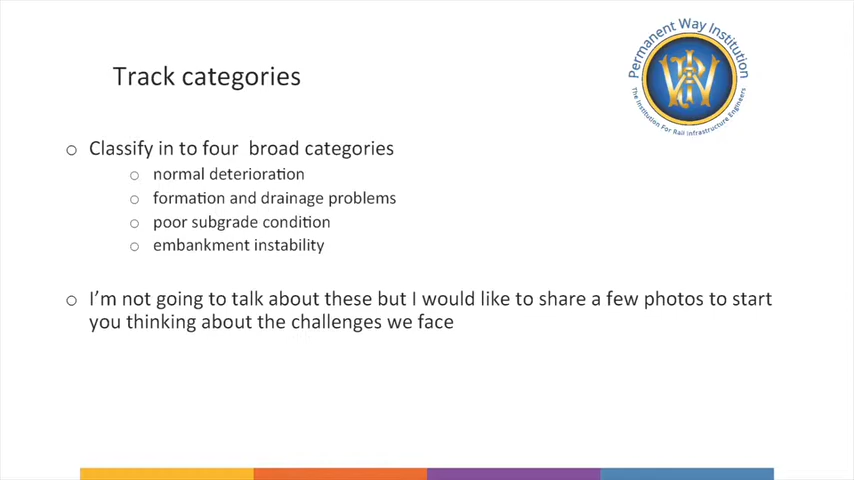 Permanent Way Institution
The Institution For Rail Infrastructure Engineers
PWI
Track categories
Classify in to four broad categories
normal deterioration
formation and drainage problems
poor subgrade condition
embankment instability
I'm not going to talk about these but I would like to share a few photos to start
you thinking about the challenges we face